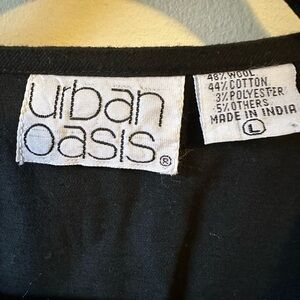 urban
oasis®
48% WOOL
44% COTTON
3% POLYESTER
5% OTHERS
MADE IN INDIA
L